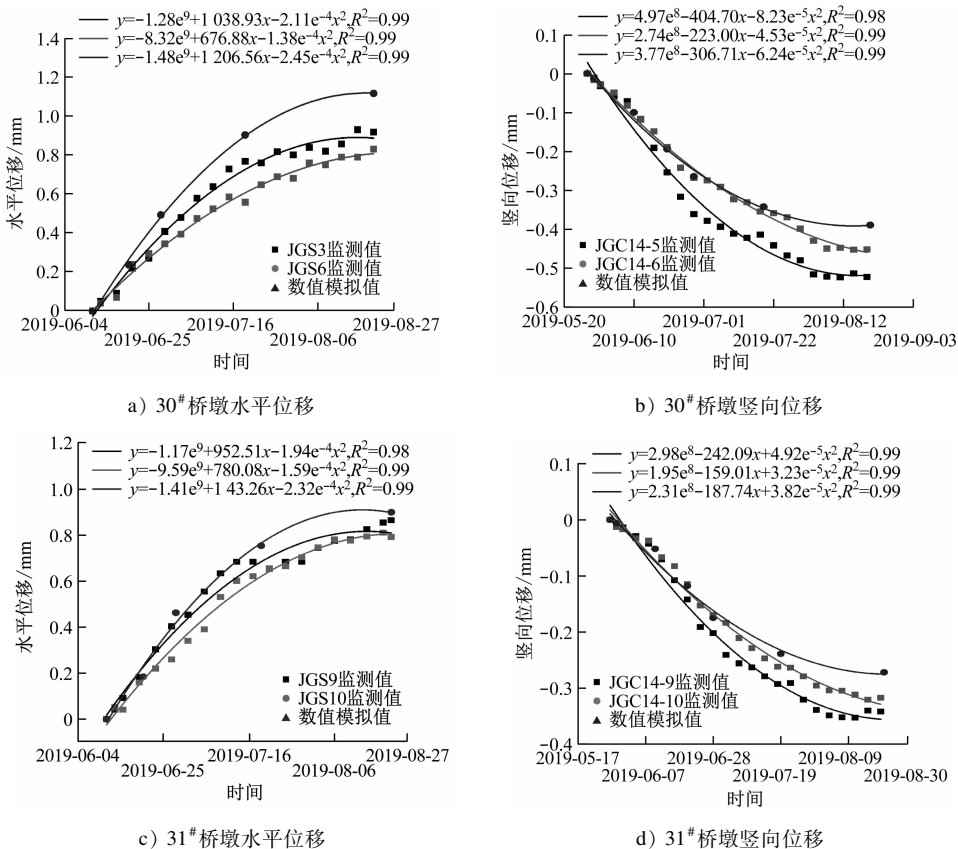 y=−1.28e⁹+1 038.93x−2.11e⁻⁴x²,R²=0.99
y=−8.32e⁹+676.88x−1.38e⁻⁴x²,R²=0.99
y=−1.48e⁹+1 206.56x−2.45e⁻⁴x²,R²=0.99
1.4
1.2
1.0
0.8
0.6
0.4
0.2
0
水平位移/mm
JGS3监测值
JGS6监测值
数值模拟值
2019-06-04 2019-07-16 2019-08-27
2019-06-25 2019-08-06
时间
a）30#桥墩水平位移
y=4.97e⁸−404.70x−8.23e⁻⁵x²,R²=0.98
y=2.74e⁸−223.00x−4.53e⁻⁵x²,R²=0.99
y=3.77e⁸−306.71x−6.24e⁻⁵x²,R²=0.99
0.1
0
−0.1
−0.2
−0.3
−0.4
−0.5
−0.6
竖向位移/mm
JGC14-5监测值
JGC14-6监测值
数值模拟值
2019-05-20 2019-07-01 2019-08-12
2019-06-10 2019-07-22 2019-09-03
时间
b）30#桥墩竖向位移
y=−1.17e⁹+952.51x−1.94e⁻⁴x²,R²=0.98
y=−9.59e⁹+780.08x−1.59e⁻⁴x²,R²=0.99
y=−1.41e⁹+1 43.26x−2.32e⁻⁴x²,R²=0.99
1.2
1.0
0.8
0.6
0.4
0.2
0
水平位移/mm
JGS9监测值
JGS10监测值
数值模拟值
2019-06-04 2019-07-16 2019-08-27
2019-06-25 2019-08-06
时间
c）31#桥墩水平位移
y=2.98e⁸−242.09x+4.92e⁻⁵x²,R²=0.99
y=1.95e⁸−159.01x+3.23e⁻⁵x²,R²=0.99
y=2.31e⁸−187.74x+3.82e⁻⁵x²,R²=0.99
0.1
0
−0.1
−0.2
−0.3
−0.4
竖向位移/mm
JGC14-9监测值
JGC14-10监测值
数值模拟值
2019-05-17 2019-06-28 2019-08-09
2019-06-07 2019-07-19 2019-08-30
时间
d）31#桥墩竖向位移